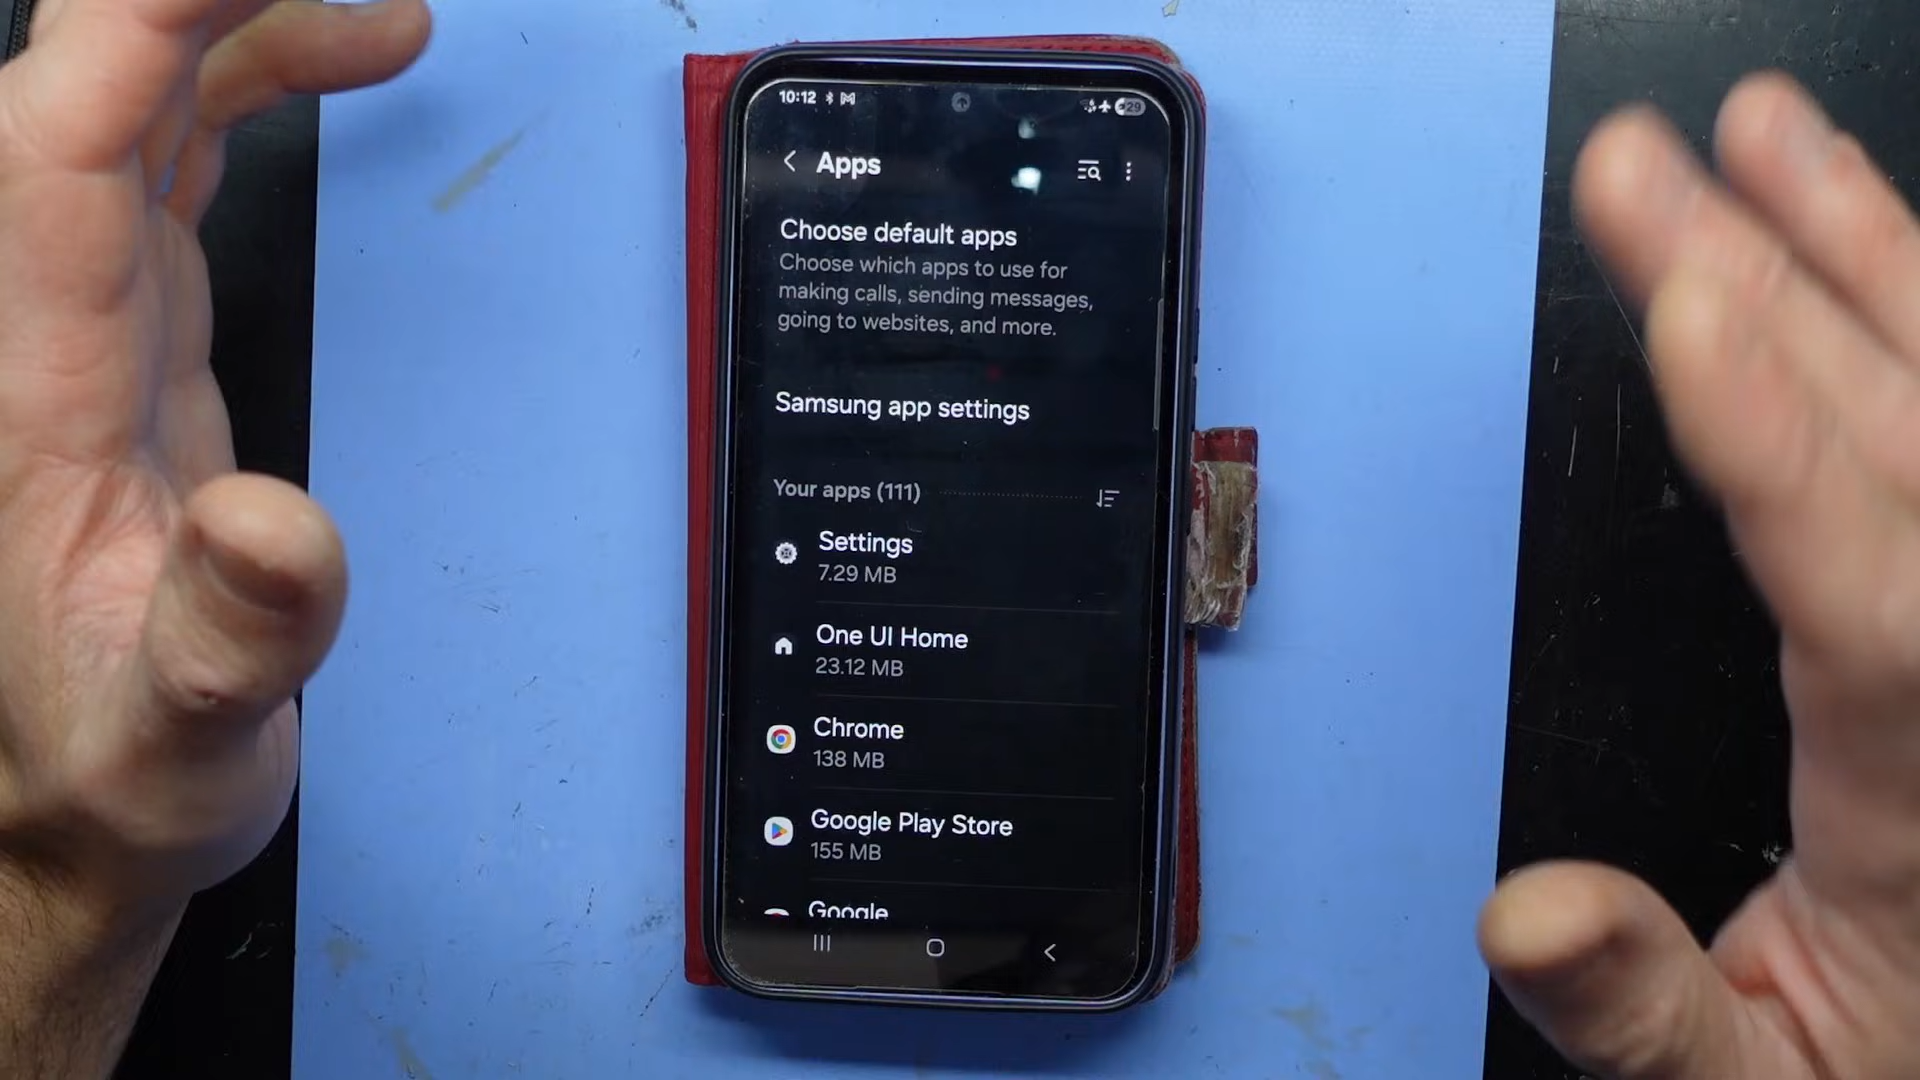 10:12
29
Apps
Choose default apps
Choose which apps to use for
making calls, sending messages,
going to websites, and more.
Samsung app settings
Your apps (111)
Settings
7.29 MB
One UI Home
23.12 MB
Chrome
138 MB
Google Play Store
155 MB
Google